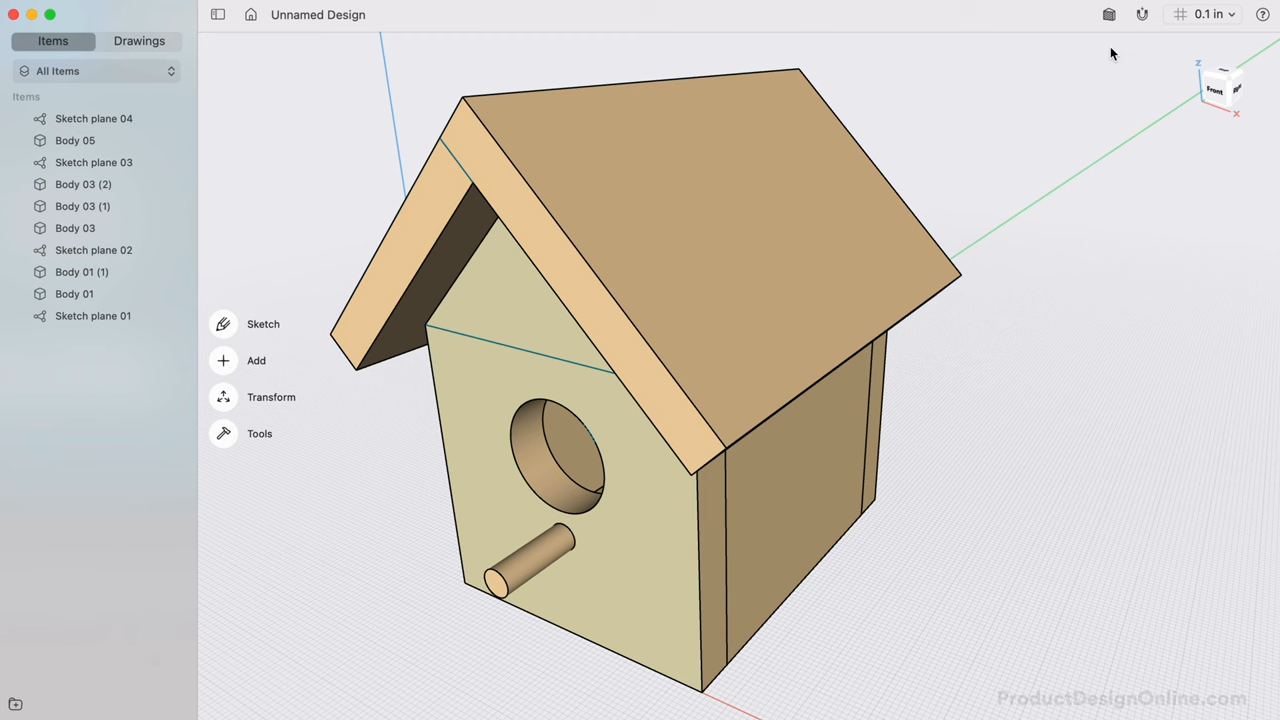 Unnamed Design
0.1 in
Items
Drawings
All Items
Items
Sketch plane 04
Body 05
Sketch plane 03
Body 03 (2)
Body 03 (1)
Body 03
Sketch plane 02
Body 01 (1)
Body 01
Sketch plane 01
Sketch
Add
Transform
Tools
Z
Front
X
ProductDesignOnline.com